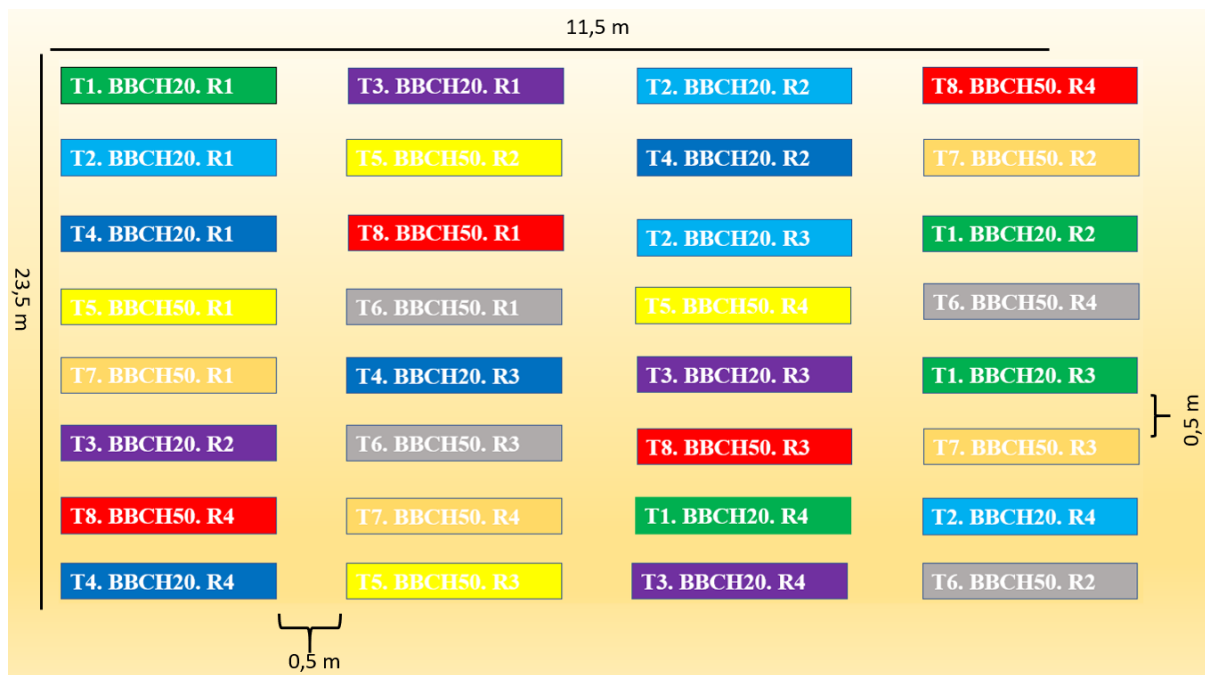 11,5 m
T1. BBCH20. R1
T3. BBCH20. R1
T2. BBCH20. R2
T8. BBCH50. R4
T2. BBCH20. R1
T5. BBCH50. R2
T4. BBCH20. R2
T7. BBCH50. R2
T4. BBCH20. R1
T8. BBCH50. R1
T2. BBCH20. R3
T1. BBCH20. R2
23,5 m
T5. BBCH50. R1
T6. BBCH50. R1
T5. BBCH50. R4
T6. BBCH50. R4
T7. BBCH50. R1
T4. BBCH20. R3
T3. BBCH20. R3
T1. BBCH20. R3
0,5 m
T3. BBCH20. R2
T6. BBCH50. R3
T8. BBCH50. R3
T7. BBCH50. R3
T8. BBCH50. R4
T7. BBCH50. R4
T1. BBCH20. R4
T2. BBCH20. R4
T4. BBCH20. R4
T5. BBCH50. R3
T3. BBCH20. R4
T6. BBCH50. R2
0,5 m